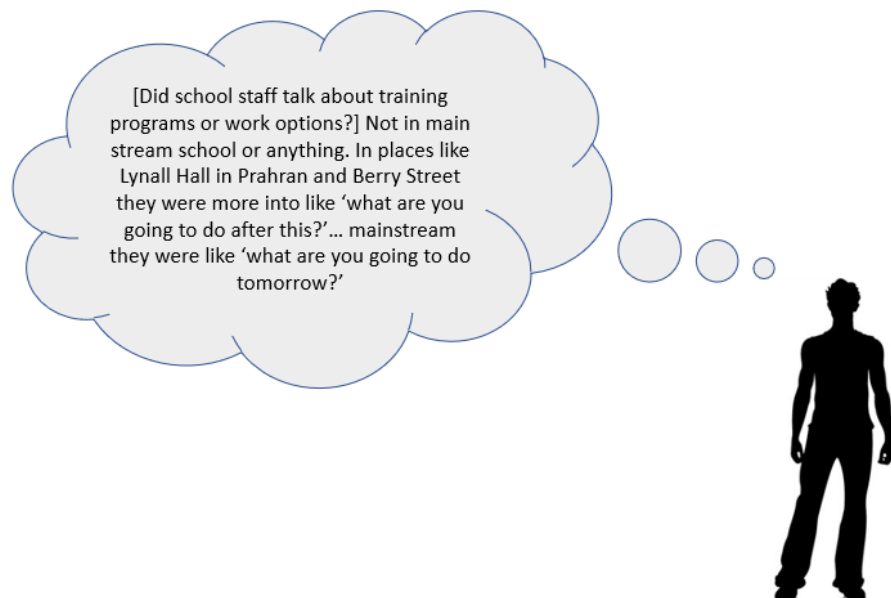 [Did school staff talk about training
programs or work options?] Not in main
stream school or anything. In places like
Lynall Hall in Prahran and Berry Street
they were more into like ‘what are you
going to do after this?’... mainstream
they were like ‘what are you going to do
tomorrow?’